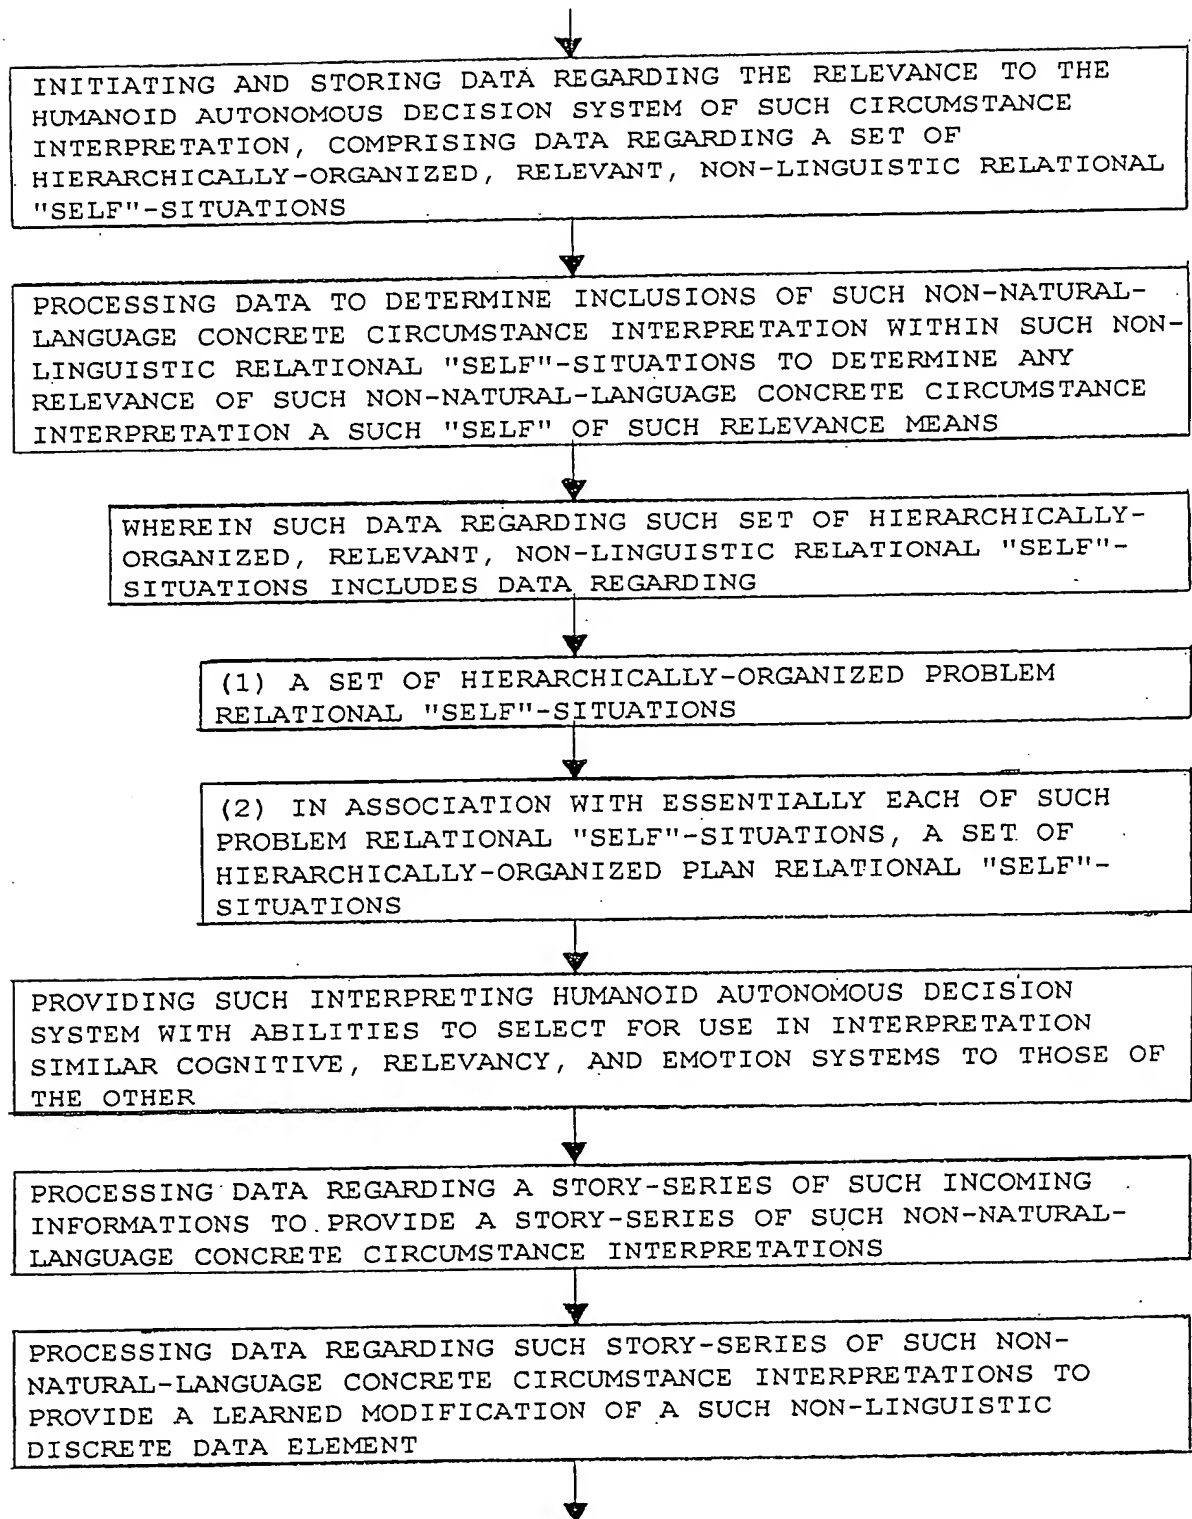 INITIATING AND STORING DATA REGARDING THE RELEVANCE TO THE
HUMANOID AUTONOMOUS DECISION SYSTEM OF SUCH CIRCUMSTANCE
INTERPRETATION, COMPRISING DATA REGARDING A SET OF
HIERARCHICALLY-ORGANIZED, RELEVANT, NON-LINGUISTIC RELATIONAL
"SELF"-SITUATIONS
PROCESSING DATA TO DETERMINE INCLUSIONS OF SUCH NON-NATURAL-
LANGUAGE CONCRETE CIRCUMSTANCE INTERPRETATION WITHIN SUCH NON-
LINGUISTIC RELATIONAL "SELF"-SITUATIONS TO DETERMINE ANY
RELEVANCE OF SUCH NON-NATURAL-LANGUAGE CONCRETE CIRCUMSTANCE
INTERPRETATION A SUCH "SELF" OF SUCH RELEVANCE MEANS
WHEREIN SUCH DATA REGARDING SUCH SET OF HIERARCHICALLY-
ORGANIZED, RELEVANT, NON-LINGUISTIC RELATIONAL "SELF"-
SITUATIONS INCLUDES DATA REGARDING
(1) A SET OF HIERARCHICALLY-ORGANIZED PROBLEM
RELATIONAL "SELF"-SITUATIONS
(2) IN ASSOCIATION WITH ESSENTIALLY EACH OF SUCH
PROBLEM RELATIONAL "SELF"-SITUATIONS, A SET OF
HIERARCHICALLY-ORGANIZED PLAN RELATIONAL "SELF"-
SITUATIONS
PROVIDING SUCH INTERPRETING HUMANOID AUTONOMOUS DECISION
SYSTEM WITH ABILITIES TO SELECT FOR USE IN INTERPRETATION
SIMILAR COGNITIVE, RELEVANCY, AND EMOTION SYSTEMS TO THOSE OF
THE OTHER
PROCESSING DATA REGARDING A STORY-SERIES OF SUCH INCOMING
INFORMATIONS TO PROVIDE A STORY-SERIES OF SUCH NON-NATURAL-
LANGUAGE CONCRETE CIRCUMSTANCE INTERPRETATIONS
PROCESSING DATA REGARDING SUCH STORY-SERIES OF SUCH NON-
NATURAL-LANGUAGE CONCRETE CIRCUMSTANCE INTERPRETATIONS TO
PROVIDE A LEARNED MODIFICATION OF A SUCH NON-LINGUISTIC
DISCRETE DATA ELEMENT